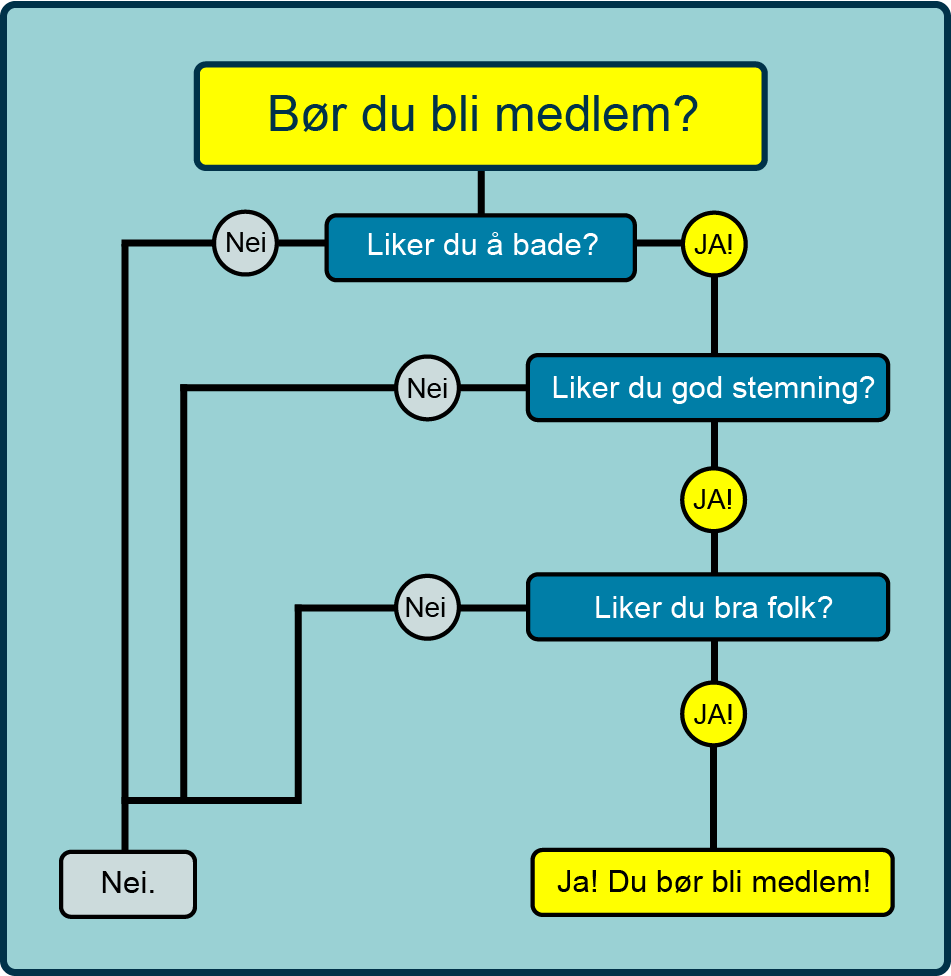 Bør du bli medlem?
Nei
Liker du å bade?
JA!
Nei
Liker du god stemning?
JA!
Nei
Liker du bra folk?
JA!
Nei.
Ja! Du bør bli medlem!